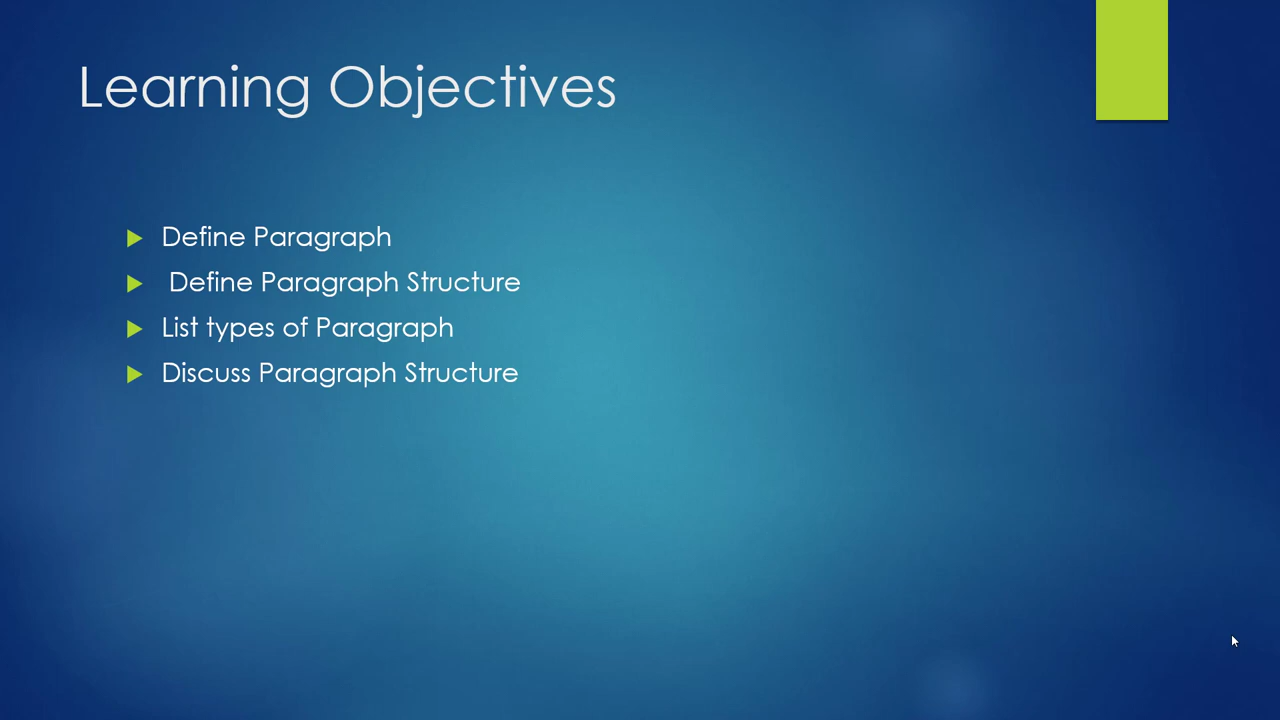 Learning Objectives
Define Paragraph
Define Paragraph Structure
List types of Paragraph
Discuss Paragraph Structure